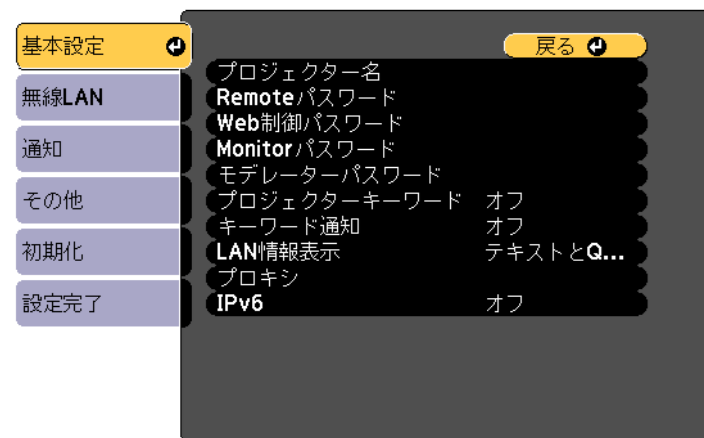 基本設定
無線LAN
通知
その他
初期化
設定完了
戻る
プロジェクター名
Remoteパスワード
Web制御パスワード
Monitorパスワード
モデレーターパスワード
プロジェクターキーワード オフ
キーワード通知 オフ
LAN情報表示 テキストとQ...
プロキシ
IPv6 オフ